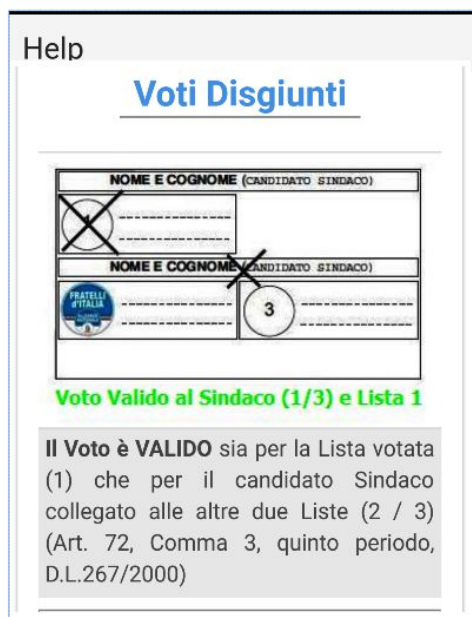 Help
Voti Disgiunti
NOME E COGNOME (CANDIDATO SINDACO)
NOME E COGNOME (CANDIDATO SINDACO)
FRATELLI
d'ITALIA
3
Voto Valido al Sindaco (1/3) e Lista 1
Il Voto è VALIDO sia per la Lista votata
(1) che per il candidato Sindaco
collegato alle altre due Liste (2 / 3)
(Art. 72, Comma 3, quinto periodo,
D.L.267/2000)